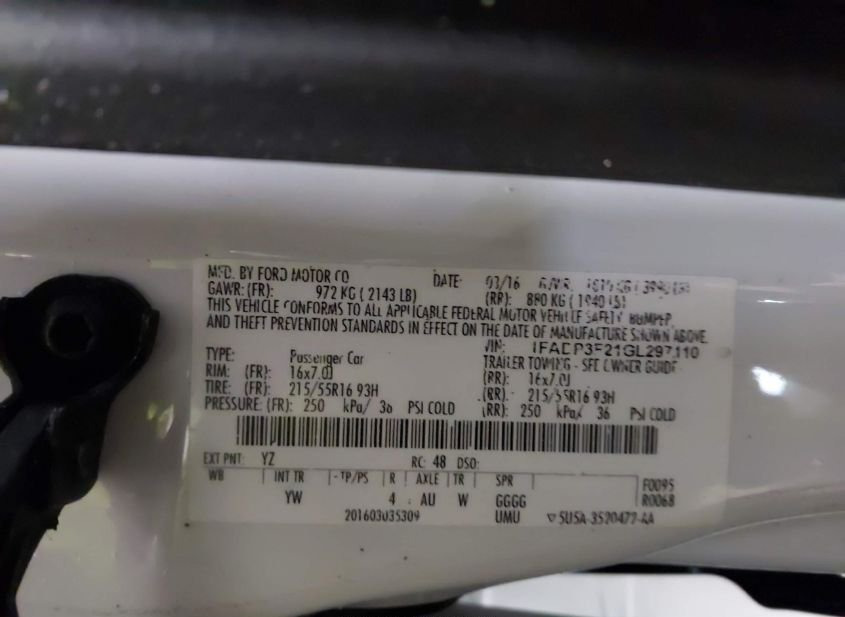 MFD. BY FORD MOTOR CO DATE: 03/16
GAWR: (FR): 972 KG ( 2143 LB) (RR): 880 KG ( 1940 LB)
THIS VEHICLE CONFORMS TO ALL APPLICABLE FEDERAL MOTOR VEHICLE SAFETY, BUMPER,
AND THEFT PREVENTION STANDARDS IN EFFECT ON THE DATE OF MANUFACTURE SHOWN ABOVE.
VIN:
TYPE: Passenger Car TRAILER TOWING - SEE OWNER GUIDE
RIM: (FR): 16x7.0J (RR): 16x7.0J
TIRE: (FR): 215/55R16 93H (RR): 215/55R16 93H
PRESSURE: (FR): 250 kPa/ 36 PSI COLD (RR): 250 kPa/ 36 PSI COLD
EXT PNT: YZ RC: 48 DSO:
WB INT TR TP/PS R AXLE TR SPR F0095
YW 4 AU W GGGG R0068
201603035309 UMU ▽ 5U5A-3520472-AA